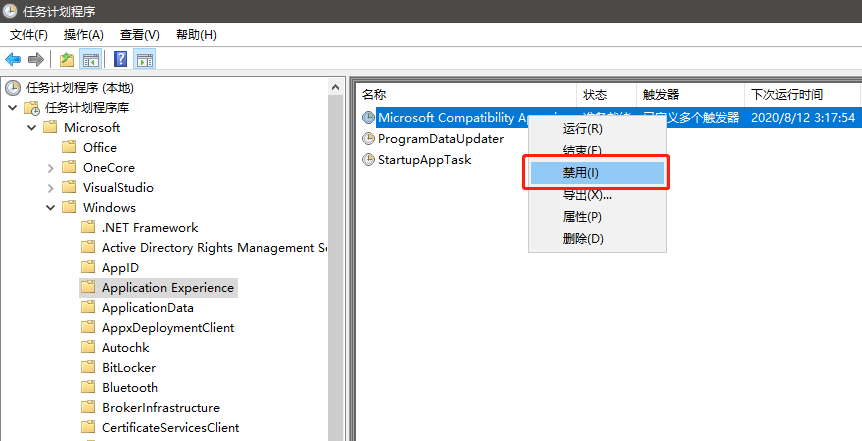 任务计划程序
文件(F) 操作(A) 查看(V) 帮助(H)
任务计划程序 (本地)
任务计划程序库
Microsoft
Office
OneCore
VisualStudio
Windows
.NET Framework
Active Directory Rights Management Se
AppID
Application Experience
ApplicationData
AppxDeploymentClient
Autochk
BitLocker
Bluetooth
BrokerInfrastructure
CertificateServicesClient
名称 状态 触发器 下次运行时间
Microsoft Compatibility 已定义多个触发器 2020/8/12 3:17:54
ProgramDataUpdater
StartupAppTask
运行(R)
结束(E)
禁用(I)
导出(X)...
属性(P)
删除(D)